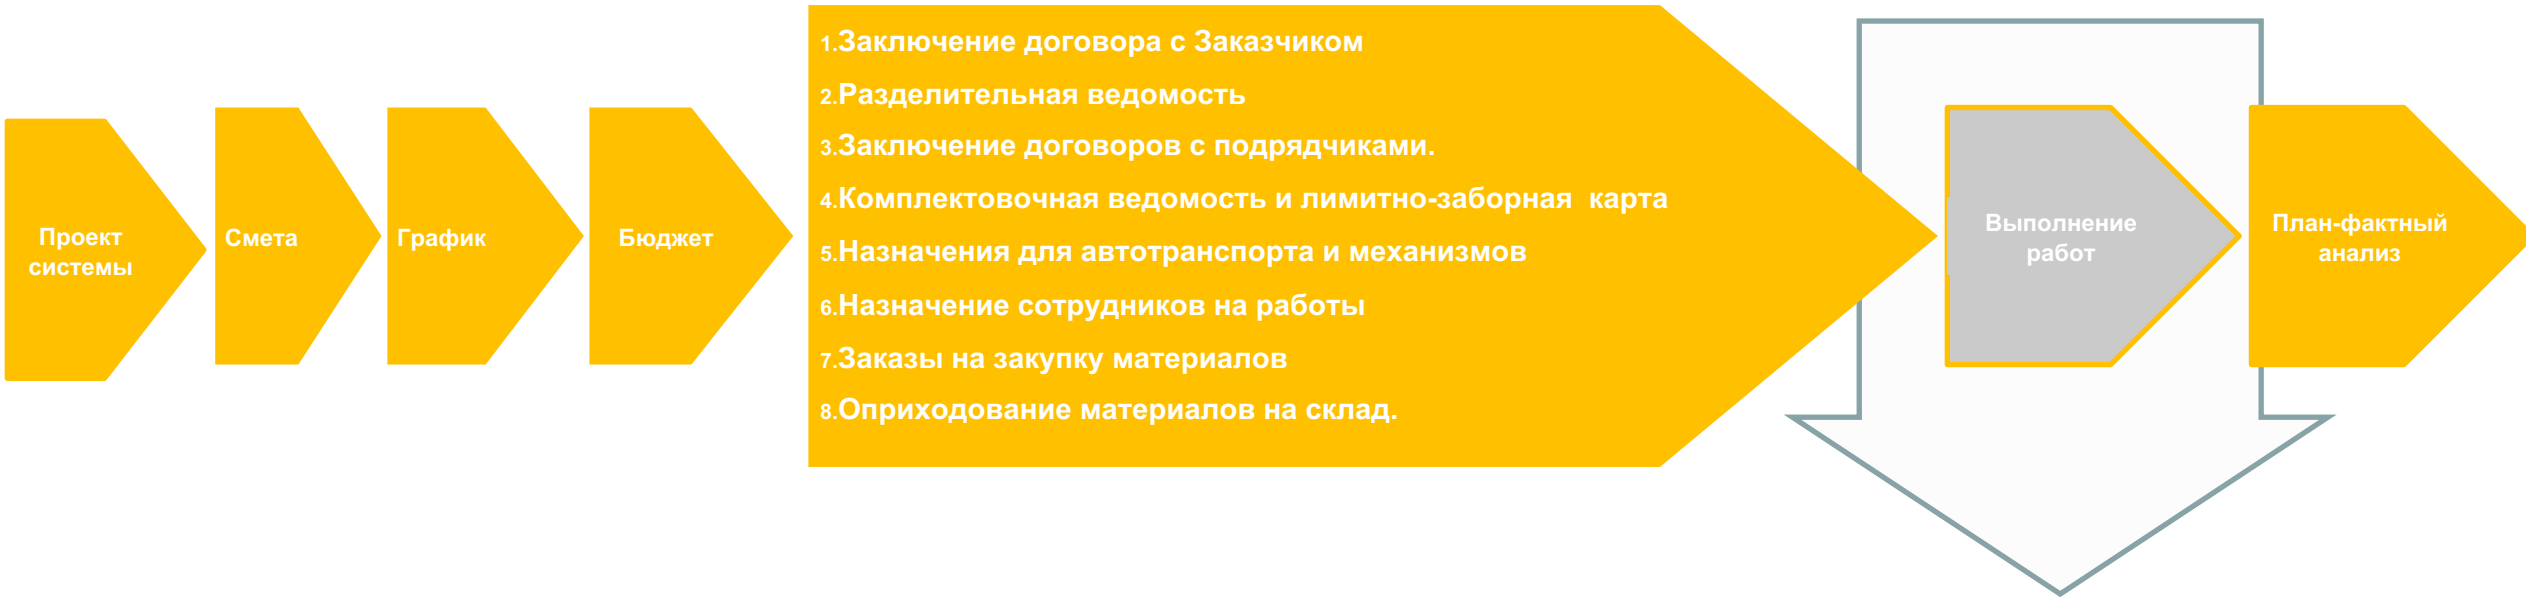 Проект
системы
Смета
График
Бюджет
1.Заключение договора с Заказчиком
2.Разделительная ведомость
3.Заключение договоров с подрядчиками.
4.Комплектовочная ведомость и лимитно-заборная  карта
5.Назначения для автотранспорта и механизмов
6.Назначение сотрудников на работы
7.Заказы на закупку материалов
8.Оприходование материалов на склад.
Выполнение
работ
План-фактный
анализ